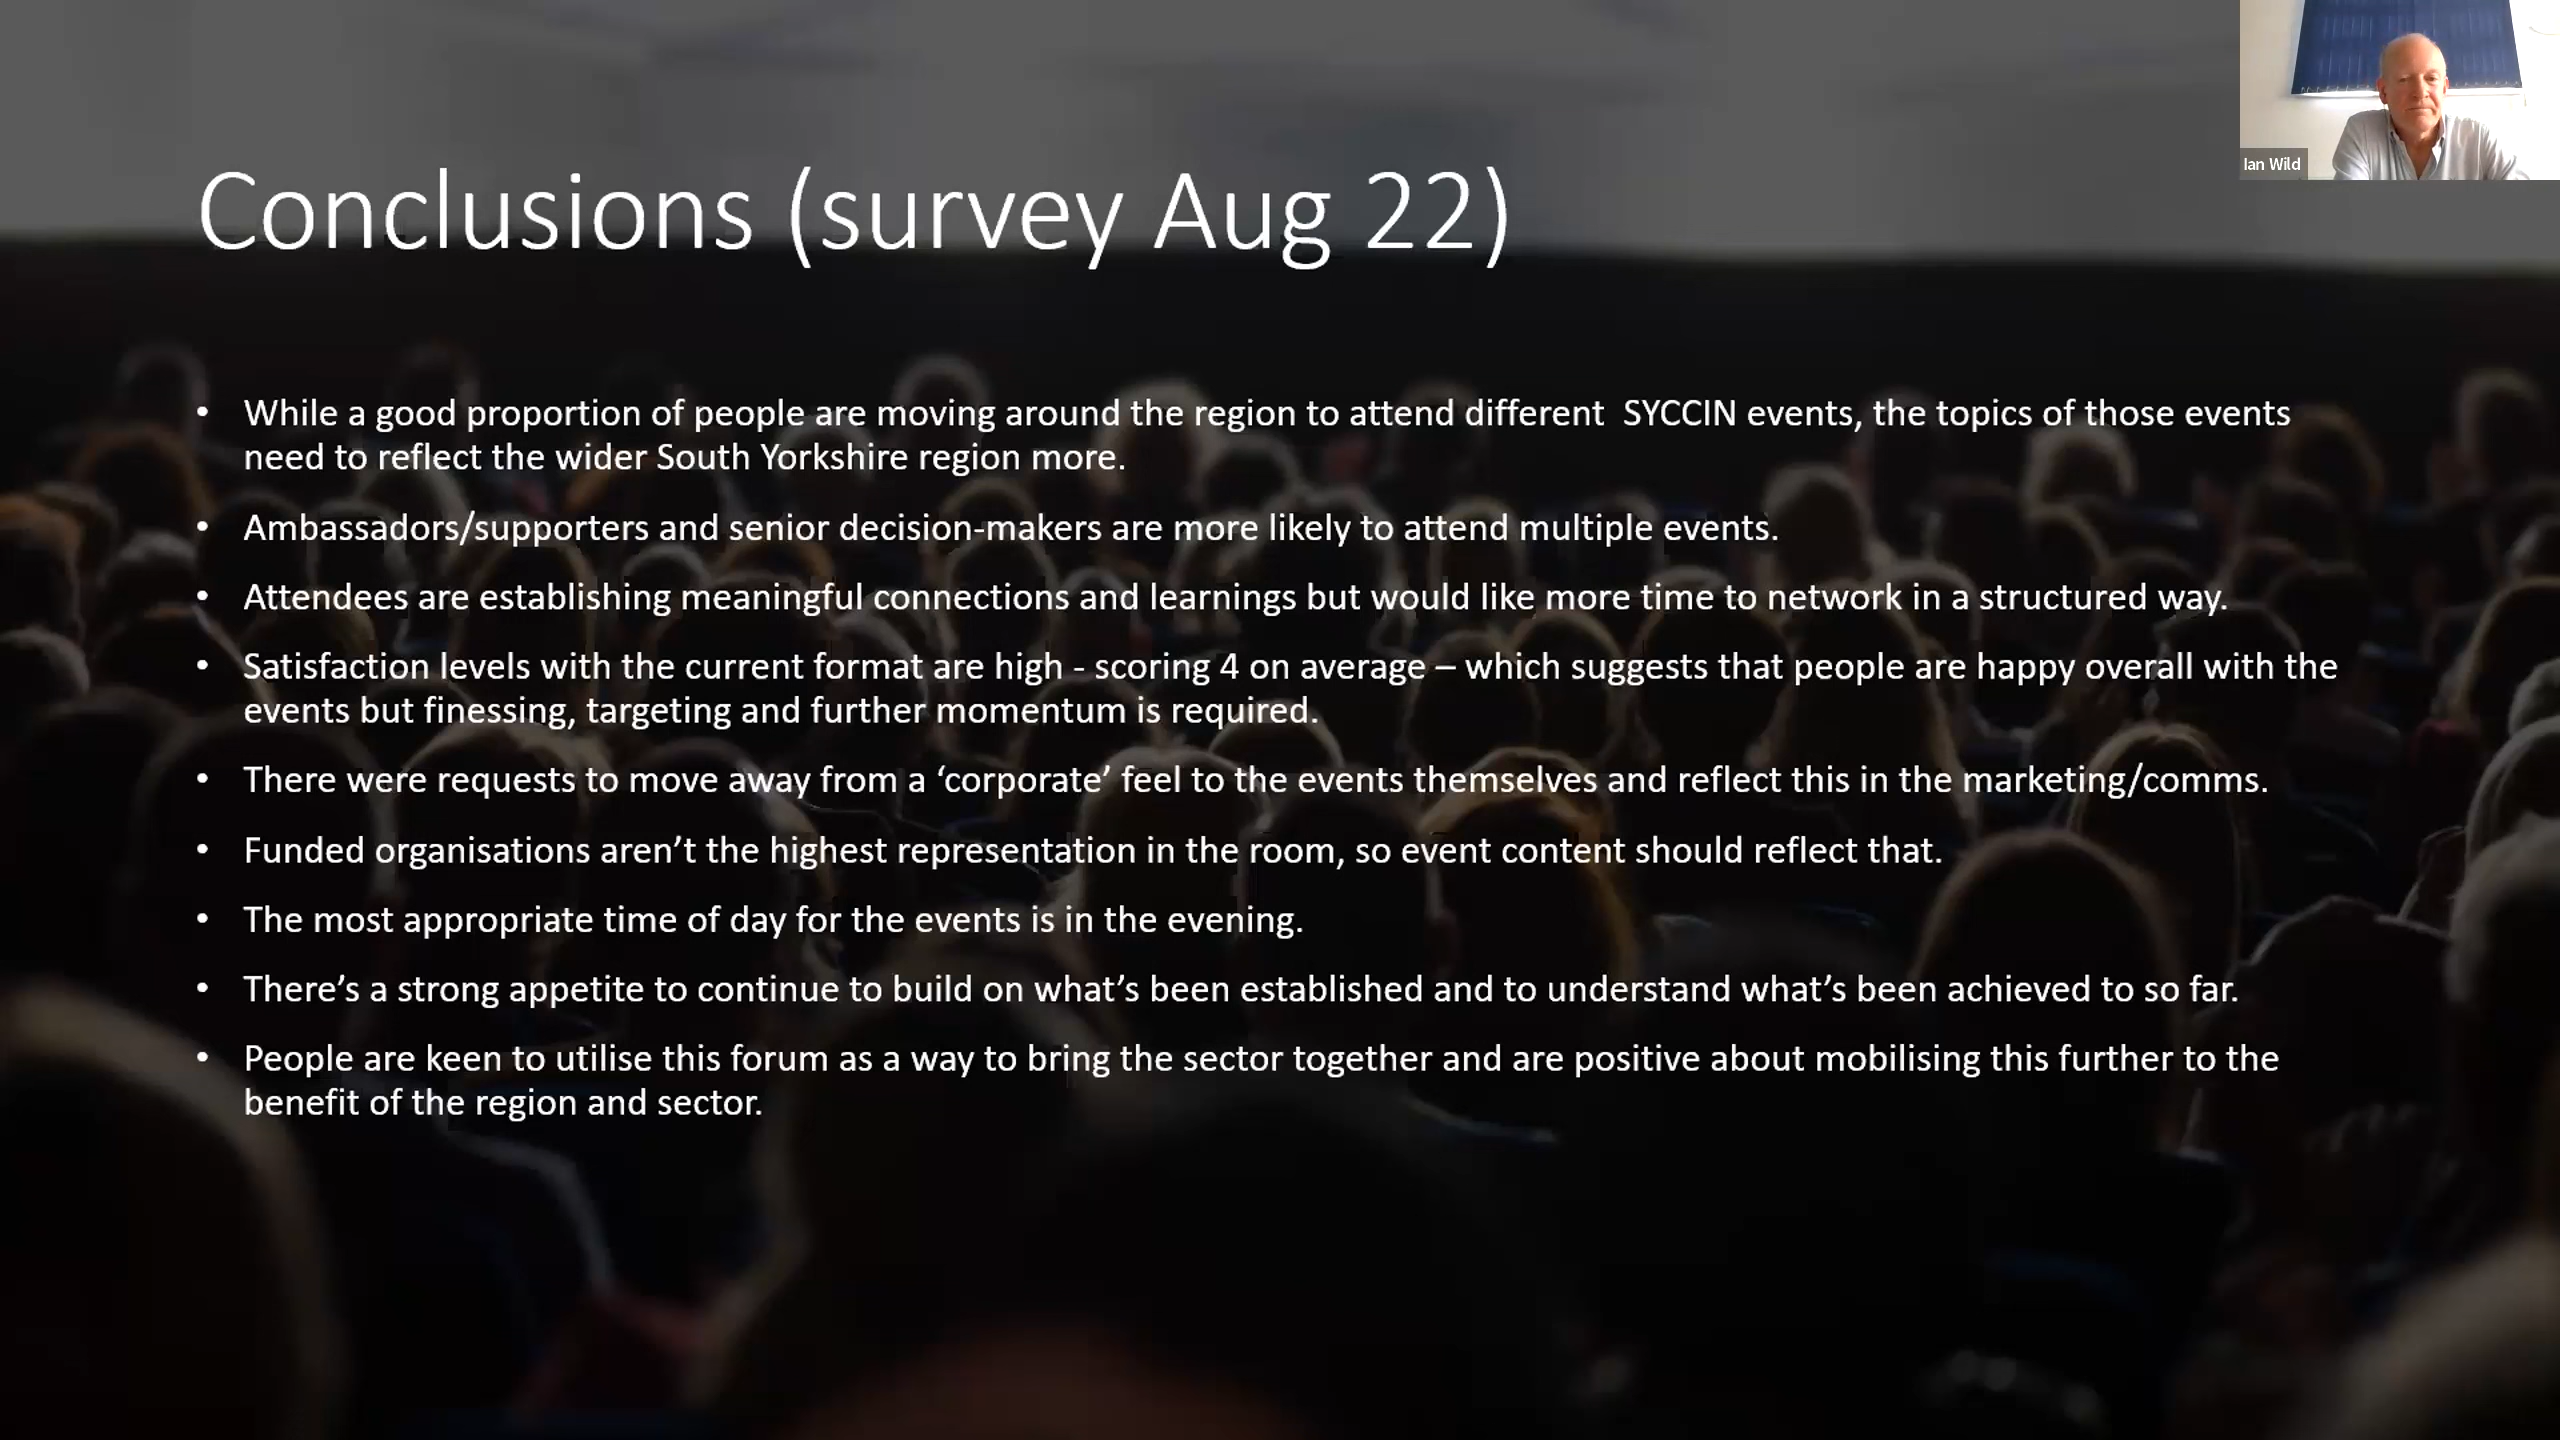 Ian Wild
Conclusions (survey Aug 22)
• While a good proportion of people are moving around the region to attend different  SYCCIN events, the topics of those events
need to reflect the wider South Yorkshire region more.
• Ambassadors/supporters and senior decision-makers are more likely to attend multiple events.
• Attendees are establishing meaningful connections and learnings but would like more time to network in a structured way.
• Satisfaction levels with the current format are high - scoring 4 on average – which suggests that people are happy overall with the
events but finessing, targeting and further momentum is required.
• There were requests to move away from a ‘corporate’ feel to the events themselves and reflect this in the marketing/comms.
• Funded organisations aren’t the highest representation in the room, so event content should reflect that.
• The most appropriate time of day for the events is in the evening.
• There’s a strong appetite to continue to build on what’s been established and to understand what’s been achieved to so far.
• People are keen to utilise this forum as a way to bring the sector together and are positive about mobilising this further to the
benefit of the region and sector.